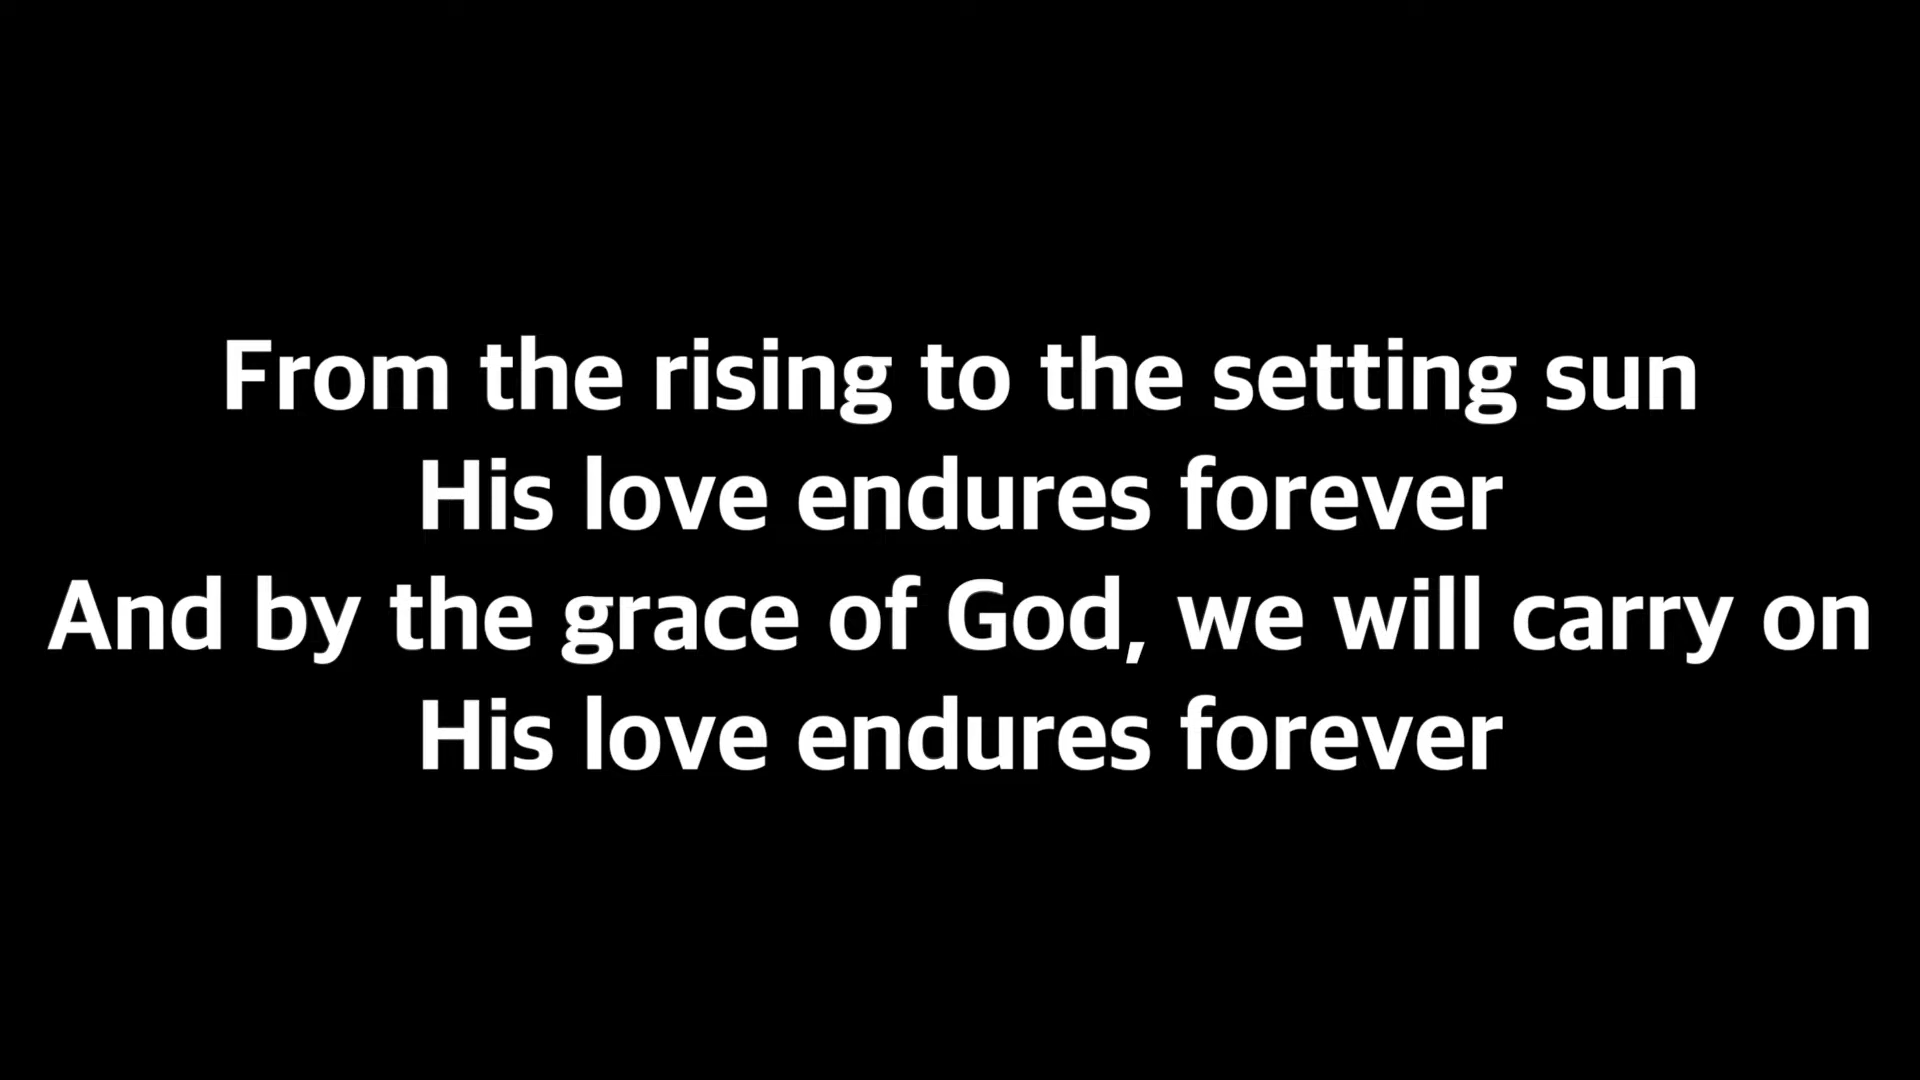 From the rising to the setting sun
His love endures forever
And by the grace of God, we will carry on
His love endures forever